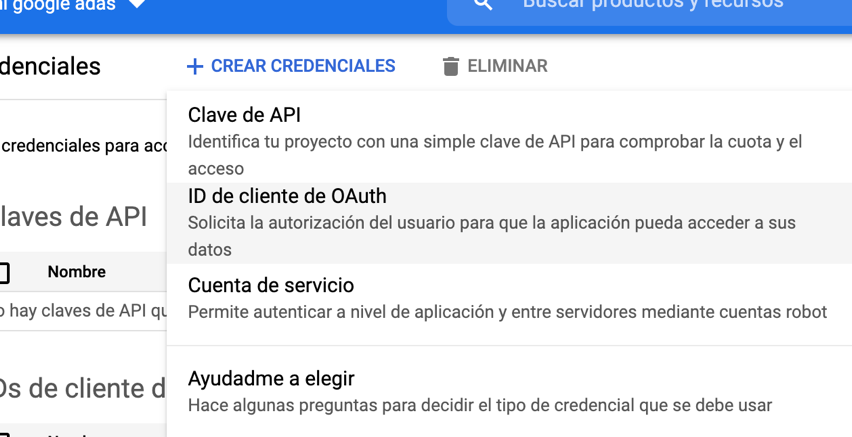 google adas
Buscar productos y recursos
denciales
CREAR CREDENCIALES
ELIMINAR
Clave de API
Identifica tu proyecto con una simple clave de API para comprobar la cuota y el
acceso
credenciales para acc
ID de cliente de OAuth
Solicita la autorización del usuario para que la aplicación pueda acceder a sus
datos
laves de API
Nombre
Cuenta de servicio
Permite autenticar a nivel de aplicación y entre servidores mediante cuentas robot
o hay claves de API qu
Ayudadme a elegir
Hace algunas preguntas para decidir el tipo de credencial que se debe usar
Ds de cliente d